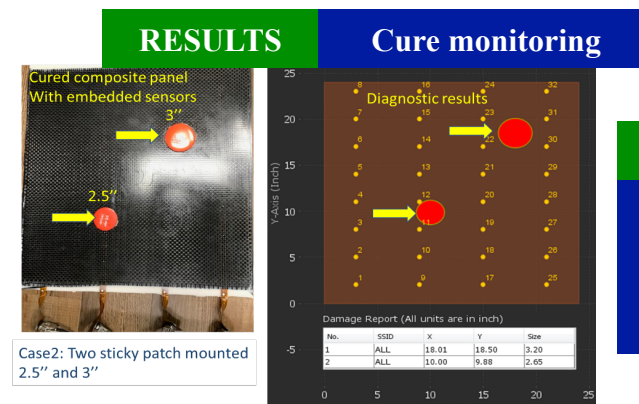 RESULTS
Cure monitoring
Cured composite panel
With embedded sensors
3’’
2.5’’
Case2: Two sticky patch mounted
2.5’’ and 3’’
Diagnostic results
Y-Axis (Inch)
25
20
15
10
5
0
-5
8 16 24 32
7 15 23 31
6 14 22 30
5 13 21 29
4 12 20 28
3 11 19 27
2 10 18 26
1 9 17 25
Damage Report (All units are in inch)
No. SSID X Y Size
1 ALL 18.01 18.50 3.20
2 ALL 10.00 9.88 2.65
0 5 10 15 20 25